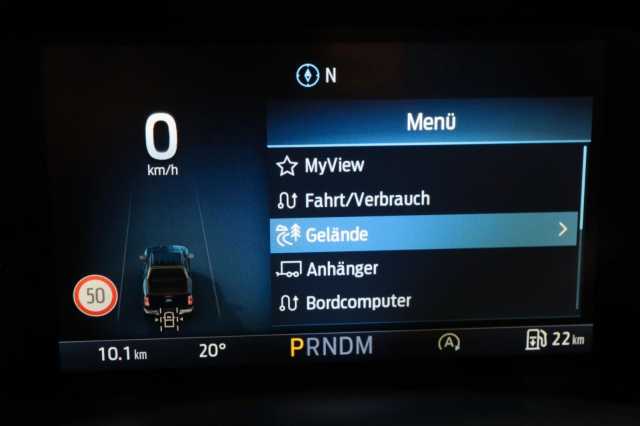 N
0
km/h
Menü
MyView
Fahrt/Verbrauch
Gelände
Anhänger
Bordcomputer
50
10.1 km
20°
PRNDM
A
22 km